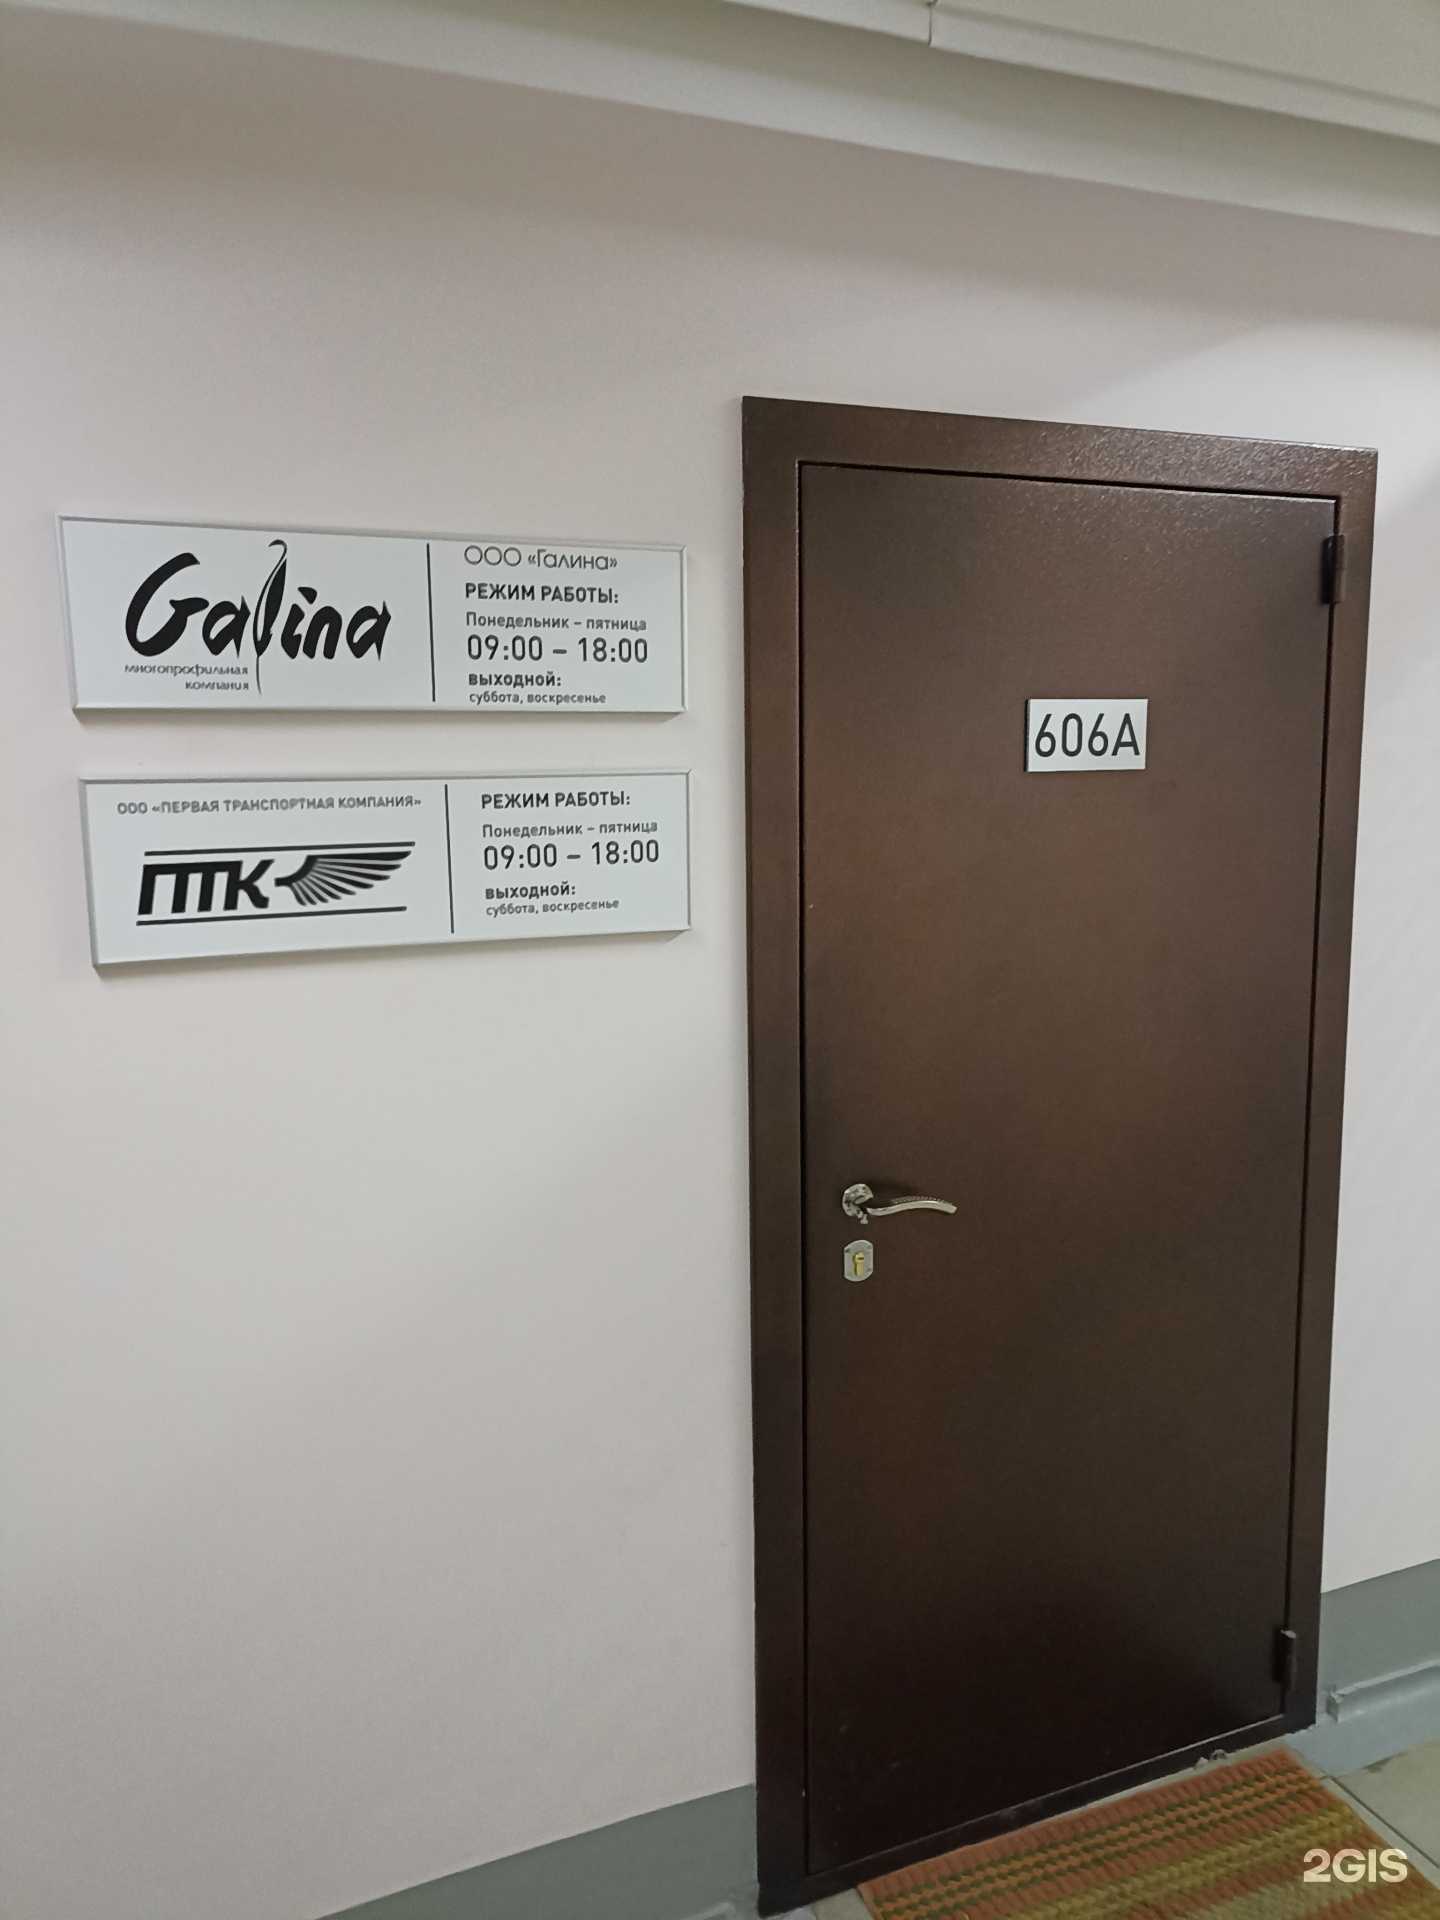 Galina
многопрофильная
компания
ООО «Галина»
РЕЖИМ РАБОТЫ:
Понедельник – пятница
09:00 – 18:00
ВЫХОДНОЙ:
суббота, воскресенье
ООО «ПЕРВАЯ ТРАНСПОРТНАЯ КОМПАНИЯ»
ПТК
РЕЖИМ РАБОТЫ:
Понедельник – пятница
09:00 – 18:00
ВЫХОДНОЙ:
суббота, воскресенье
606А
2GIS